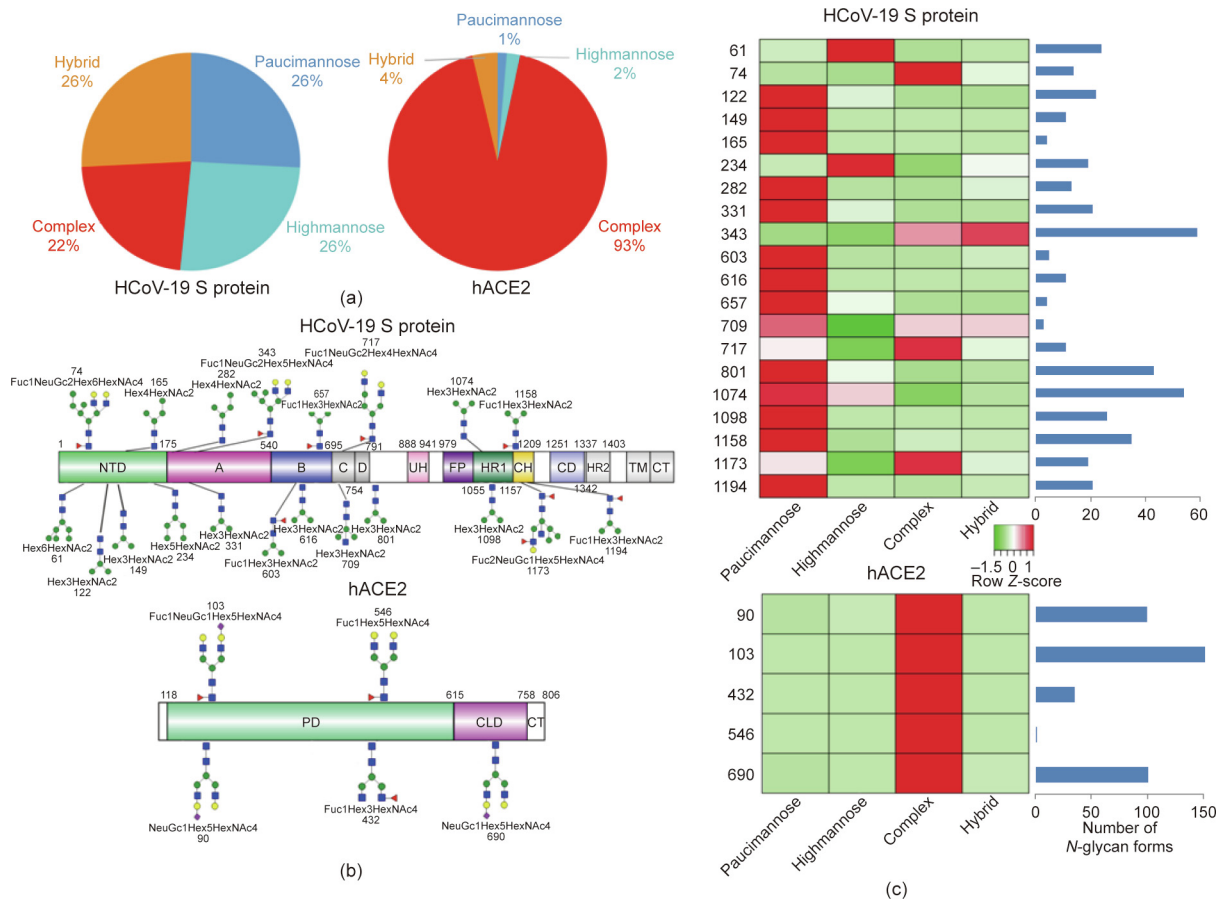 Hybrid
26%
Paucimannose
26%
Complex
22%
Highmannose
26%
HCoV-19 S protein
Paucimannose
1%
Hybrid
4%
Highmannose
2%
Complex
93%
hACE2
(a)
HCoV-19 S protein
74
Fuc1NeuGc2Hex6HexNAc4
165
Hex4HexNAc2
282
Hex4HexNAc2
343
Fuc1NeuGc2Hex5HexNAc4
657
Fuc1Hex3HexNAc2
717
Fuc1NeuGc2Hex4HexNAc4
1074
Hex3HexNAc2
1158
Fuc1Hex3HexNAc2
1 175 540 695 791 888 941 979 1209 1251 1337 1403
NTD A B C D UH FP HR1 CH CD HR2 TM CT
754 1055 1157 1342
Hex6HexNAc2
61
Hex3HexNAc2
122
Hex3HexNAc2
149
Hex5HexNAc2
234
Hex3HexNAc2
331
Fuc1Hex3HexNAc2
603
Hex3HexNAc2
616
Hex3HexNAc2
709
Hex3HexNAc2
801
Hex3HexNAc2
1098
Fuc2NeuGc1Hex5HexNAc4
1173
Fuc1Hex3HexNAc2
1194
hACE2
103
Fuc1NeuGc1Hex5HexNAc4
546
Fuc1Hex5HexNAc4
118 615 758 806
PD CLD CT
NeuGc1Hex5HexNAc4
90
Fuc1Hex3HexNAc4
432
NeuGc1Hex5HexNAc4
690
(b)
HCoV-19 S protein
61
74
122
149
165
234
282
331
343
603
616
657
709
717
801
1074
1098
1158
1173
1194
0 20 40 60
Paucimannose
Highmannose
Complex
Hybrid
–1.5 0 1
Row Z-score
hACE2
90
103
432
546
690
Paucimannose
Highmannose
Complex
Hybrid
0 50 100 150
Number of
N-glycan forms
(c)